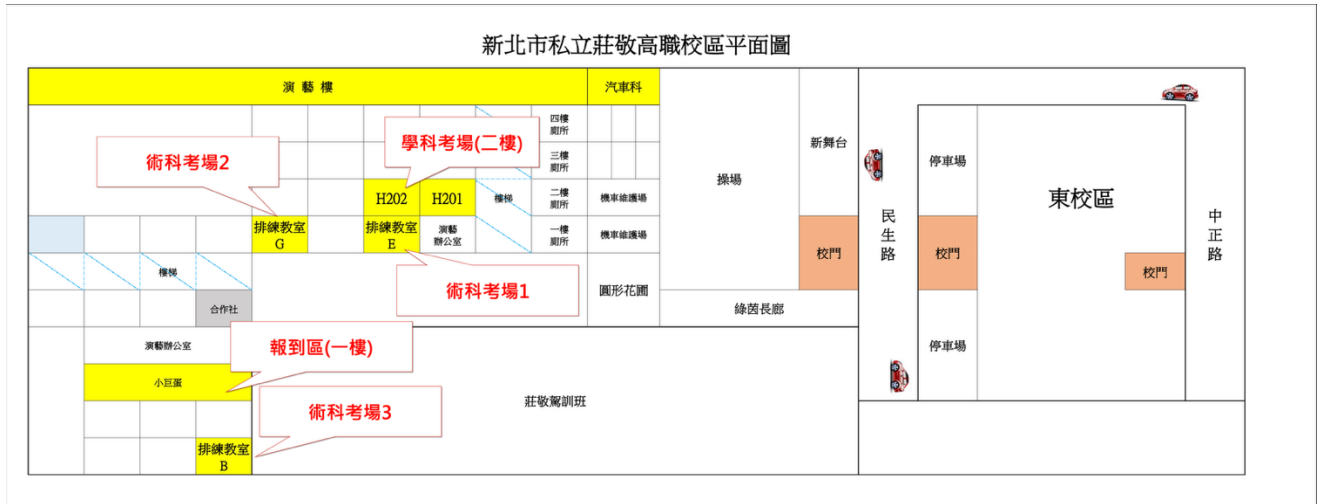 新北市私立莊敬高職校區平面圖
演 藝 樓
汽車科
四樓
廁所
學科考場(二樓)
術科考場2
三樓
廁所
新舞台
停車場
操場
東校區
H202
H201
樓梯
二樓
廁所
機車維護場
排練教室
G
排練教室
E
演藝
辦公室
一樓
廁所
機車維護場
校門
民生路
校門
校門
中正路
樓梯
術科考場1
圓形花圃
合作社
綠茵長廊
演藝辦公室
報到區(一樓)
停車場
小巨蛋
術科考場3
莊敬駕訓班
排練教室
B